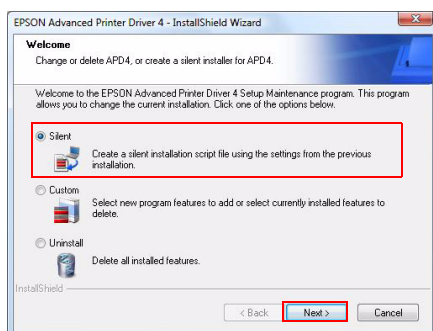 EPSON Advanced Printer Driver 4 - InstallShield Wizard
Welcome
Change or delete APD4, or create a silent installer for APD4.
Welcome to the EPSON Advanced Printer Driver 4 Setup Maintenance program. This program
allows you to change the current installation. Click one of the options below.
Silent
Create a silent installation script file using the settings from the previous
installation.
Custom
Select new program features to add or select currently installed features to
delete.
Uninstall
Delete all installed features.
InstallShield
< Back Next > Cancel